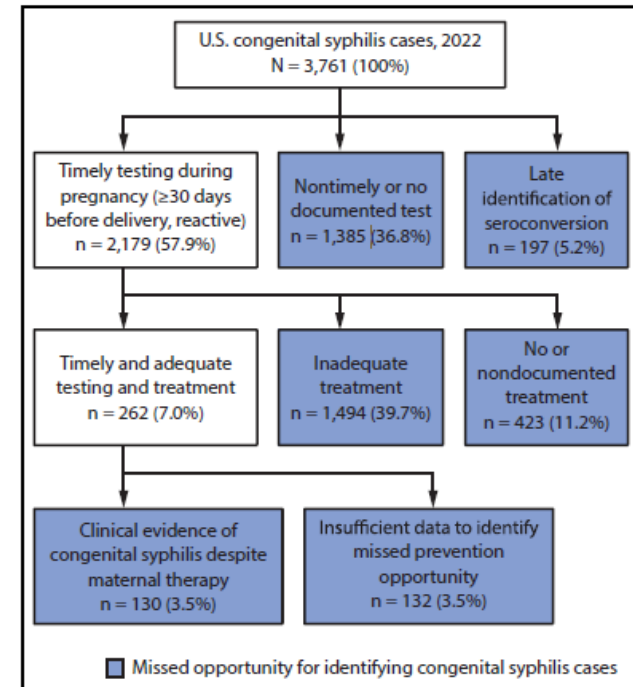 U.S. congenital syphilis cases, 2022
N = 3,761 (100%)
Timely testing during
pregnancy (≥30 days
before delivery, reactive)
n = 2,179 (57.9%)
Nontimely or no
documented test
n = 1,385 (36.8%)
Late
identification of
seroconversion
n = 197 (5.2%)
Timely and adequate
testing and treatment
n = 262 (7.0%)
Inadequate
treatment
n = 1,494 (39.7%)
No or
nondocumented
treatment
n = 423 (11.2%)
Clinical evidence of
congenital syphilis despite
maternal therapy
n = 130 (3.5%)
Insufficient data to identify
missed prevention
opportunity
n = 132 (3.5%)
Missed opportunity for identifying congenital syphilis cases